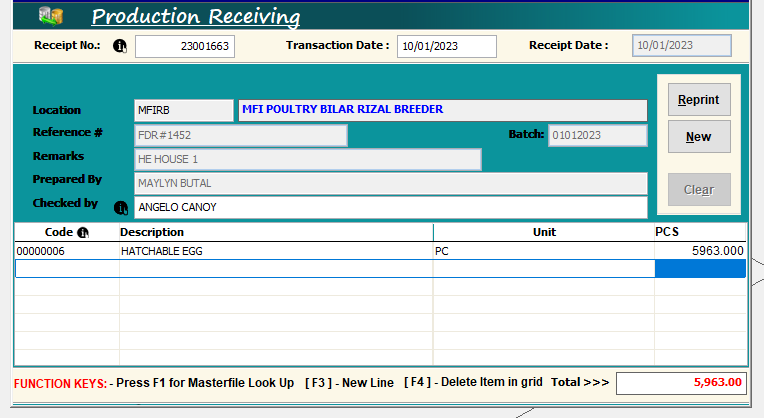 Production Receiving
Receipt No.: 23001663 Transaction Date : 10/01/2023 Receipt Date : 10/01/2023
Location MFIRB MFI POULTRY BILAR RIZAL BREEDER
Reference # FDR#1452 Batch: 01012023
Remarks HE HOUSE 1
Prepared By MAYLYN BUTAL
Checked by ANGELO CANOY
Reprint
New
Clear
Code Description Unit PCS
00000006 HATCHABLE EGG PC 5963.000
FUNCTION KEYS: - Press F1 for Masterfile Look Up [ F3 ] - New Line [ F4 ] - Delete Item in grid Total >>> 5,963.00